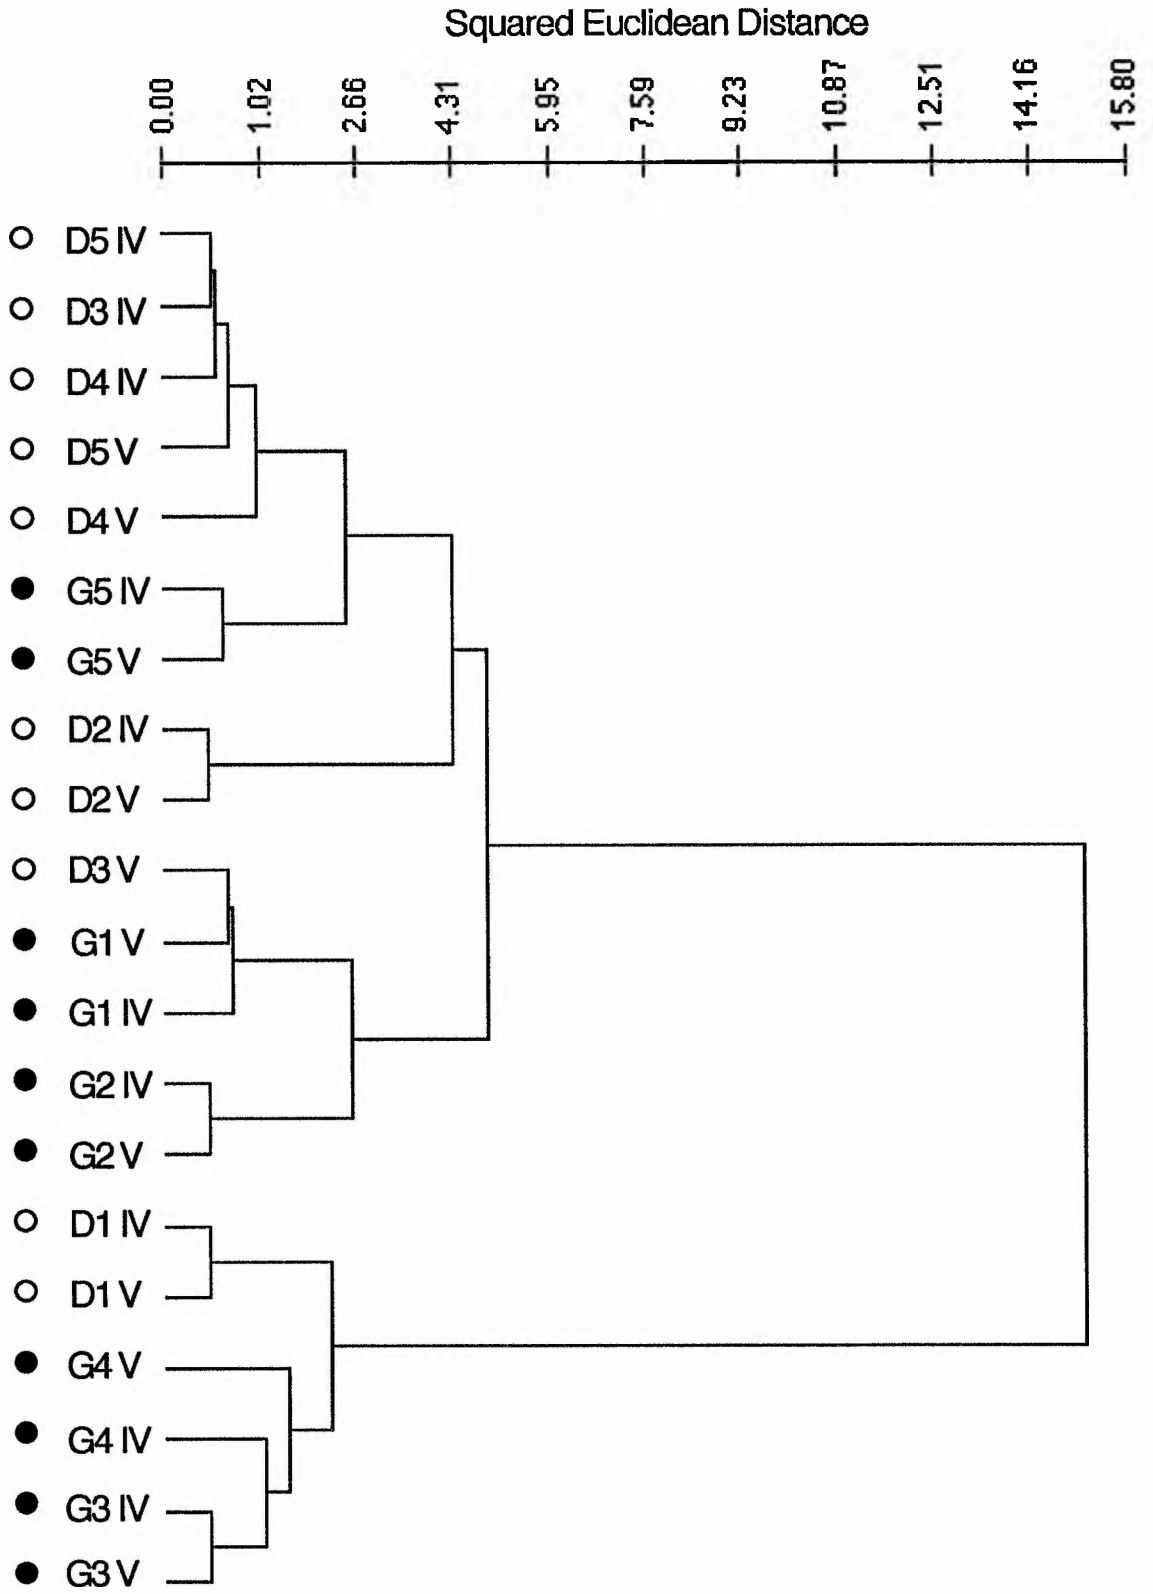 Squared Euclidean Distance
0.00
1.02
2.66
4.31
5.95
7.59
9.23
10.87
12.51
14.16
15.80
D5 IV
D3 IV
D4 IV
D5 V
D4 V
G5 IV
G5 V
D2 IV
D2 V
D3 V
G1 V
G1 IV
G2 IV
G2 V
D1 IV
D1 V
G4 V
G4 IV
G3 IV
G3 V